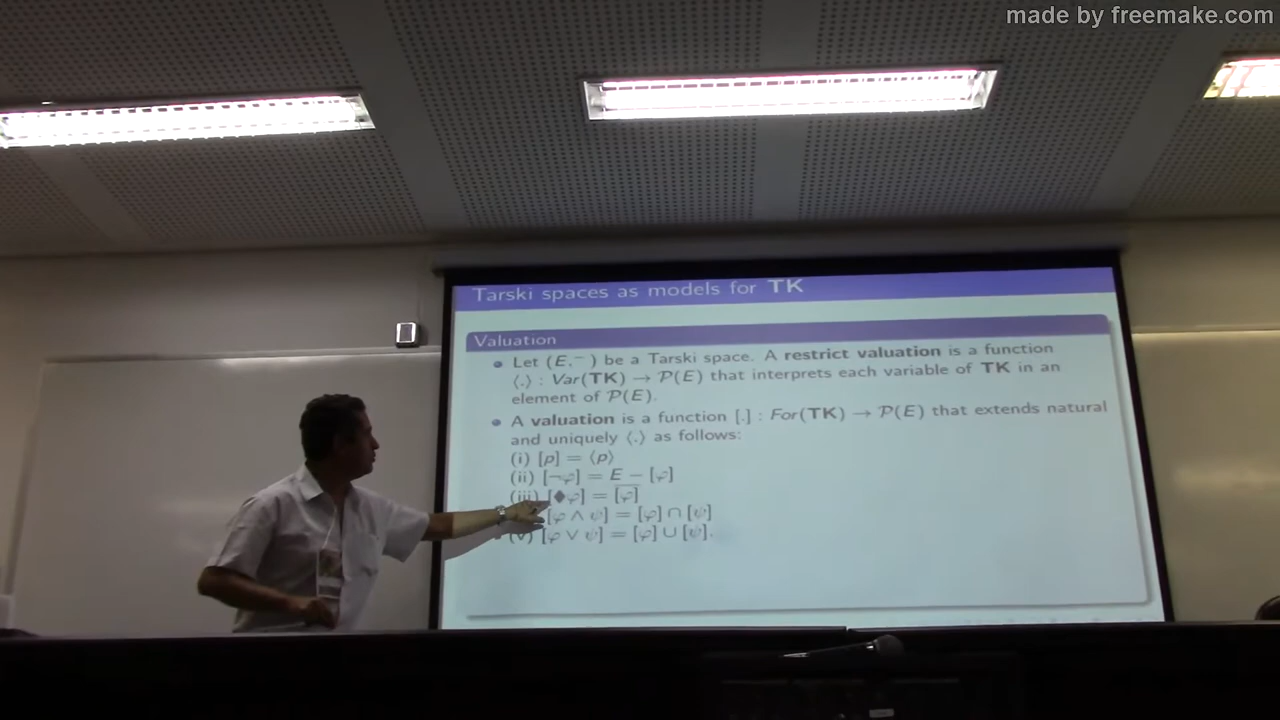 made by freemake.com
Tarski spaces as models for TK
Valuation
Let (E, ⁻) be a Tarski space. A restrict valuation is a function
⟨.⟩ : Var(TK) → 𝒫(E) that interprets each variable of TK in an
element of 𝒫(E).
A valuation is a function [.] : For(TK) → 𝒫(E) that extends natural
and uniquely ⟨.⟩ as follows:
(i) [p] = ⟨p⟩
(ii) [¬φ] = E − [φ]
(iii) [♦φ] = [φ]̅
[φ ∧ ψ] = [φ] ∩ [ψ]
(v) [φ ∨ ψ] = [φ] ∪ [ψ].